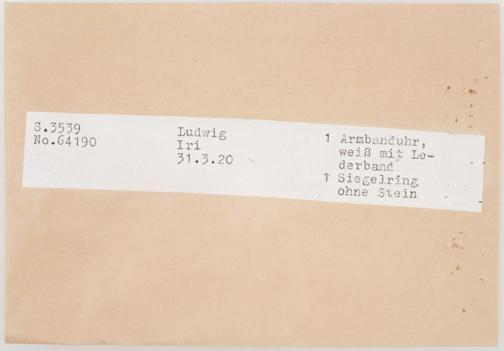 S.3539
No.64190
Ludwig
Iri
31.3.20
1 Armbanduhr,
weiß mit Le-
derband
1 Siegelring
ohne Stein